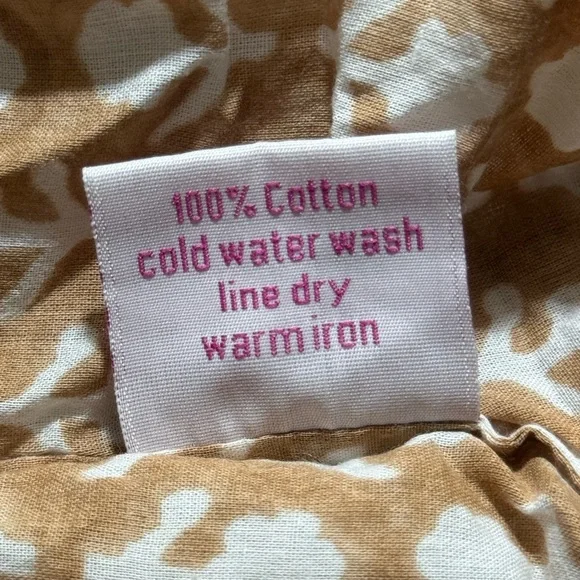 100% Cotton
cold water wash
line dry
warm iron